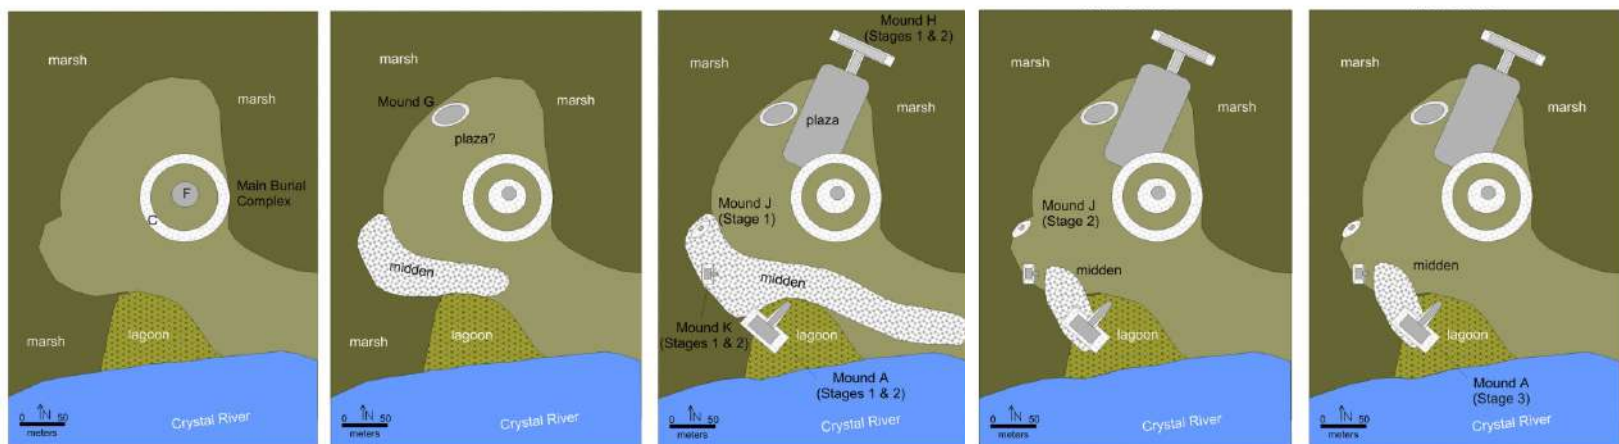 marsh
marsh
F
Main Burial
Complex
C
lagoon
marsh
Crystal River
0 N 50
meters
marsh
Mound G
marsh
plaza?
midden
lagoon
marsh
Crystal River
0 N 50
meters
Mound H
(Stages 1 & 2)
marsh
marsh
plaza
Mound J
(Stage 1)
midden
Mound K
(Stages 1 & 2)
lagoon
Mound A
(Stages 1 & 2)
Crystal River
0 N 50
meters
marsh
marsh
Mound J
(Stage 2)
midden
lagoon
Crystal River
0 N 50
meters
marsh
marsh
midden
lagoon
Mound A
(Stage 3)
Crystal River
0 N 50
meters